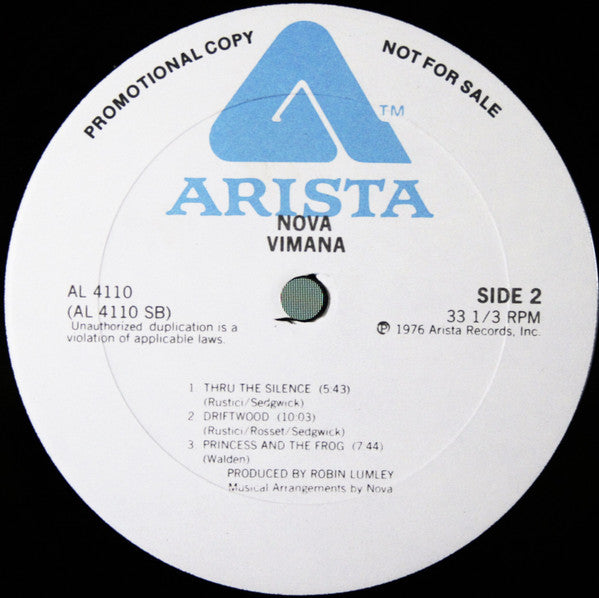 PROMOTIONAL COPY
NOT FOR SALE
TM
ARISTA
NOVA
VIMANA
AL 4110
(AL 4110 SB)
Unauthorized duplication is a
violation of applicable laws.
SIDE 2
33 1/3 RPM
℗ 1976 Arista Records, Inc.
1 THRU THE SILENCE (5:43)
(Rustici/Sedgwick)
2 DRIFTWOOD (10:03)
(Rustici/Rosset/Sedgwick)
3 PRINCESS AND THE FROG (7:44)
(Walden)
PRODUCED BY ROBIN LUMLEY
Musical Arrangements by Nova